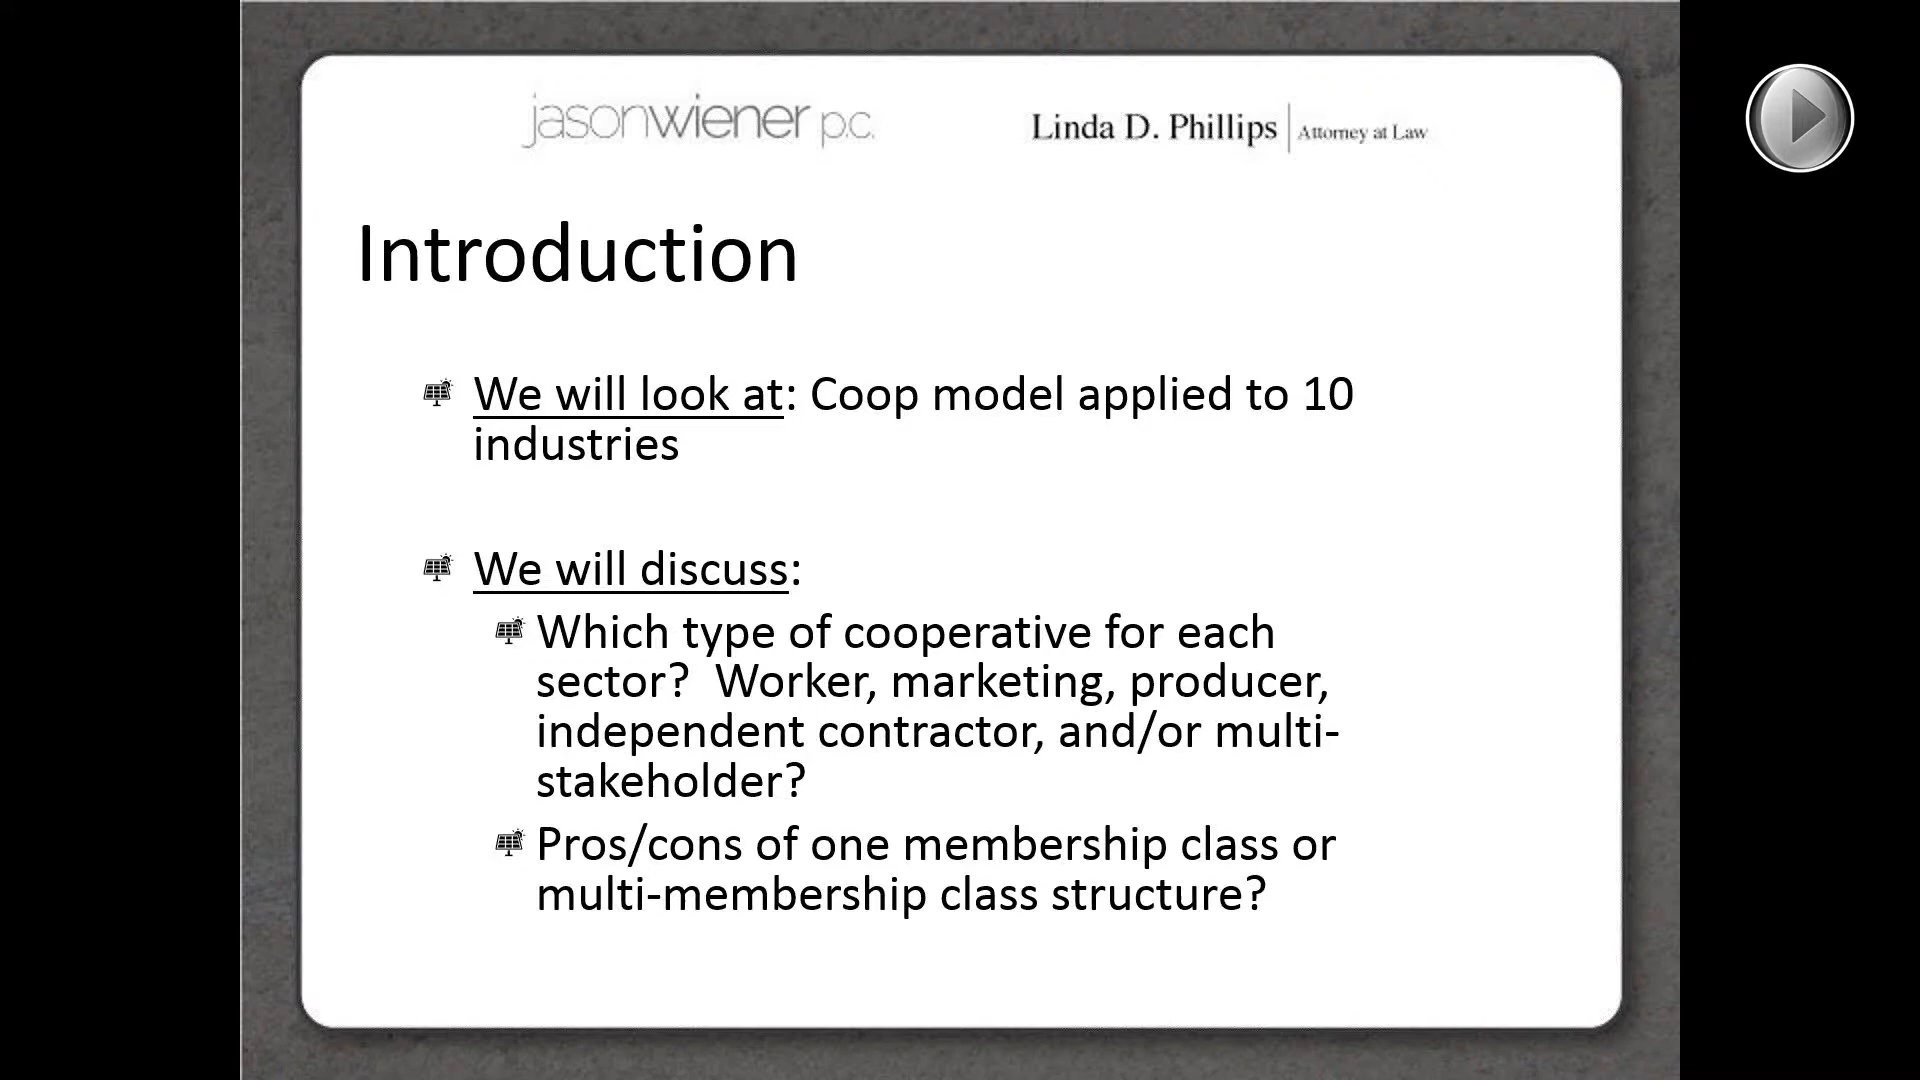 jasonwiener p.c.
Linda D. Phillips | Attorney at Law
Introduction
We will look at: Coop model applied to 10
industries
We will discuss:
Which type of cooperative for each
sector?  Worker, marketing, producer,
independent contractor, and/or multi-
stakeholder?
Pros/cons of one membership class or
multi-membership class structure?